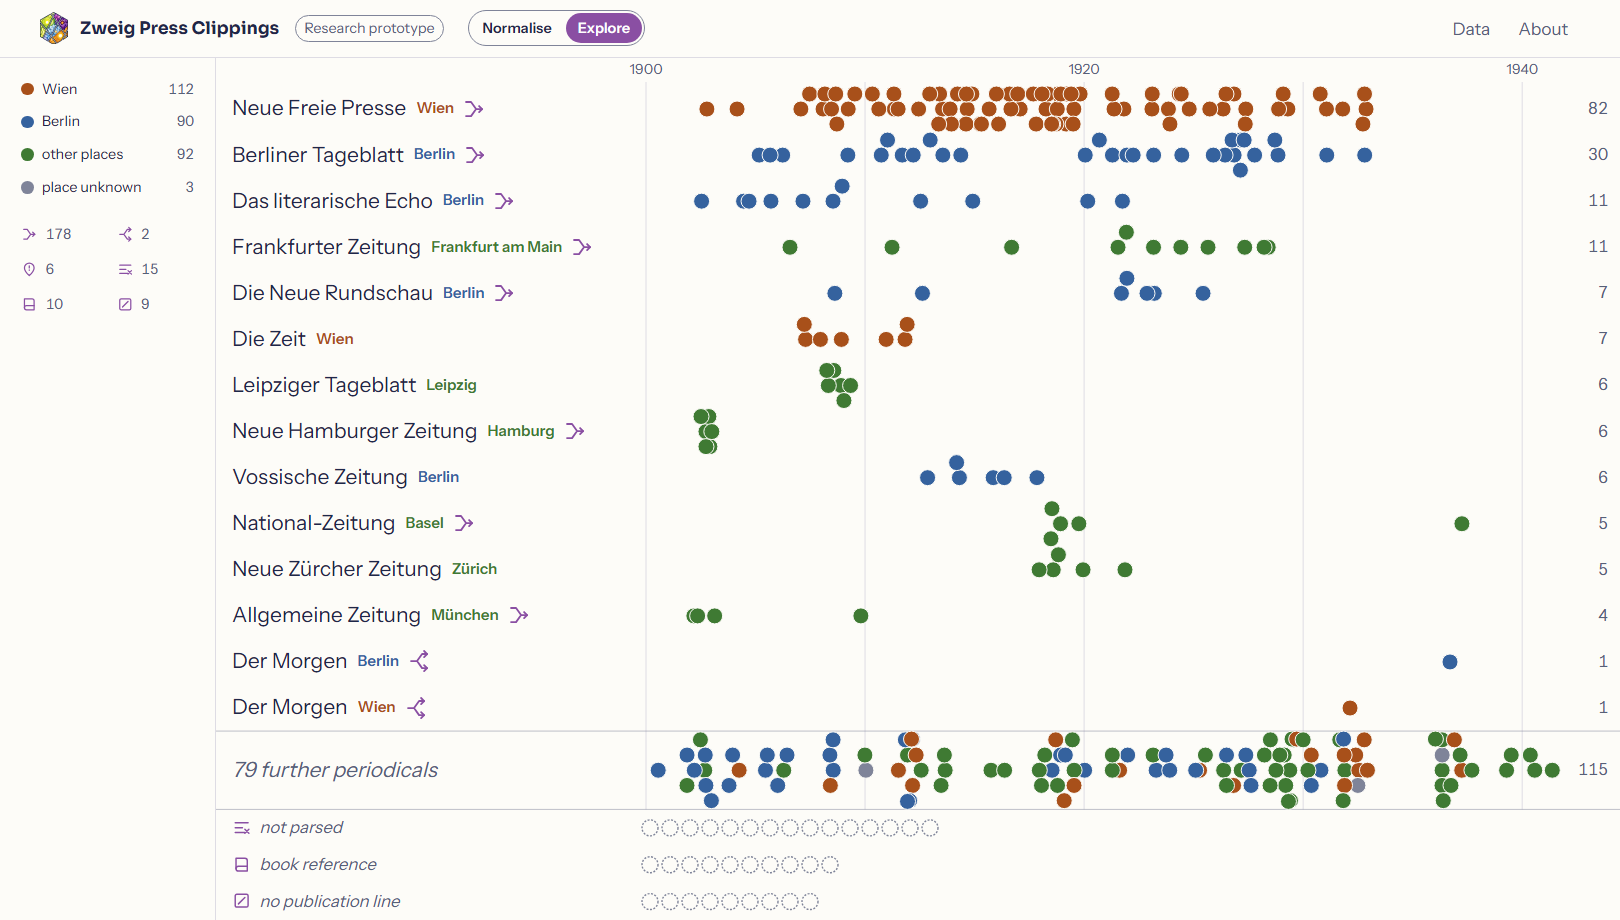 Zweig Press Clippings Research prototype Normalise Explore Data About
Wien 112
Berlin 90
other places 92
place unknown 3
178 2
6 15
10 9
1900 1920 1940
Neue Freie Presse Wien 82
Berliner Tageblatt Berlin 30
Das literarische Echo Berlin 11
Frankfurter Zeitung Frankfurt am Main 11
Die Neue Rundschau Berlin 7
Die Zeit Wien 7
Leipziger Tageblatt Leipzig 6
Neue Hamburger Zeitung Hamburg 6
Vossische Zeitung Berlin 6
National-Zeitung Basel 5
Neue Zürcher Zeitung Zürich 5
Allgemeine Zeitung München 4
Der Morgen Berlin 1
Der Morgen Wien 1
79 further periodicals 115
not parsed
book reference
no publication line